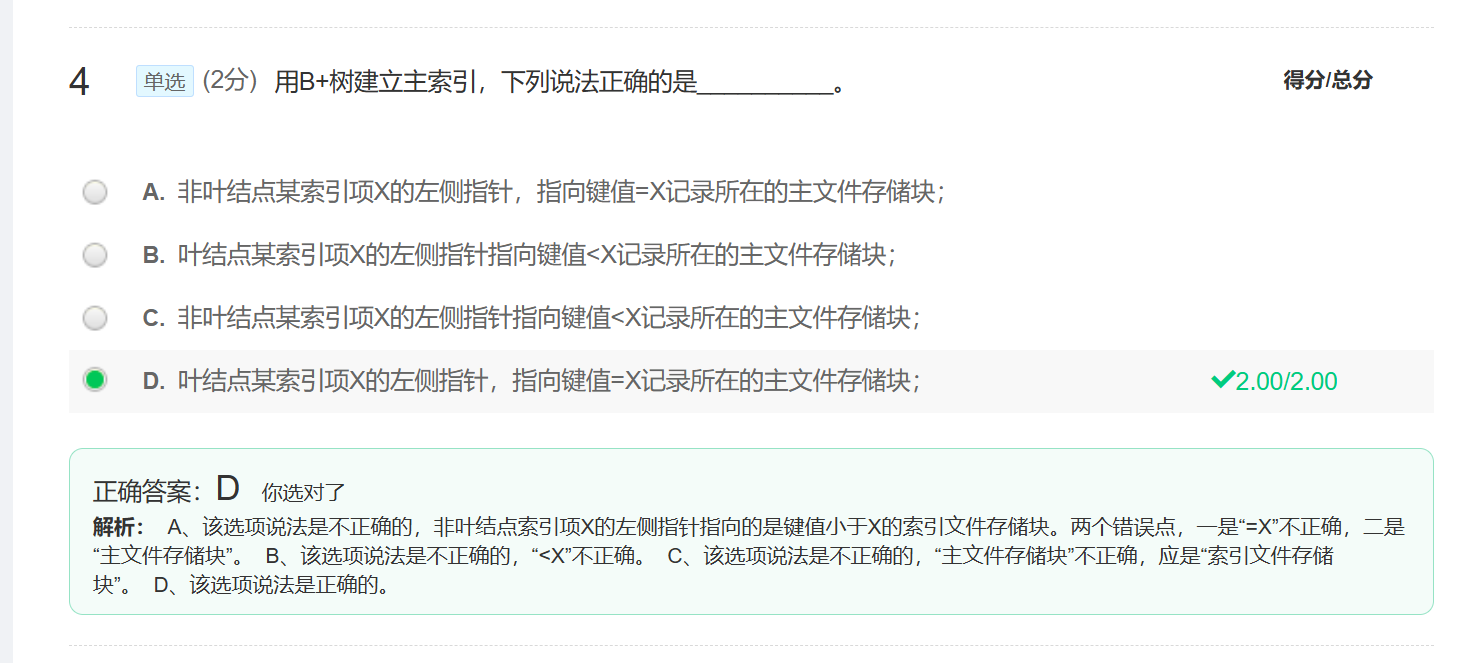 4 单选 (2分) 用B+树建立主索引，下列说法正确的是__________。 得分/总分
A. 非叶结点某索引项X的左侧指针，指向键值=X记录所在的主文件存储块；
B. 叶结点某索引项X的左侧指针指向键值<X记录所在的主文件存储块；
C. 非叶结点某索引项X的左侧指针指向键值<X记录所在的主文件存储块；
D. 叶结点某索引项X的左侧指针，指向键值=X记录所在的主文件存储块； 2.00/2.00
正确答案：D 你选对了
解析： A、该选项说法是不正确的，非叶结点索引项X的左侧指针指向的是键值小于X的索引文件存储块。两个错误点，一是“=X”不正确，二是
“主文件存储块”。 B、该选项说法是不正确的，“<X”不正确。 C、该选项说法是不正确的，“主文件存储块”不正确，应是“索引文件存储
块”。 D、该选项说法是正确的。